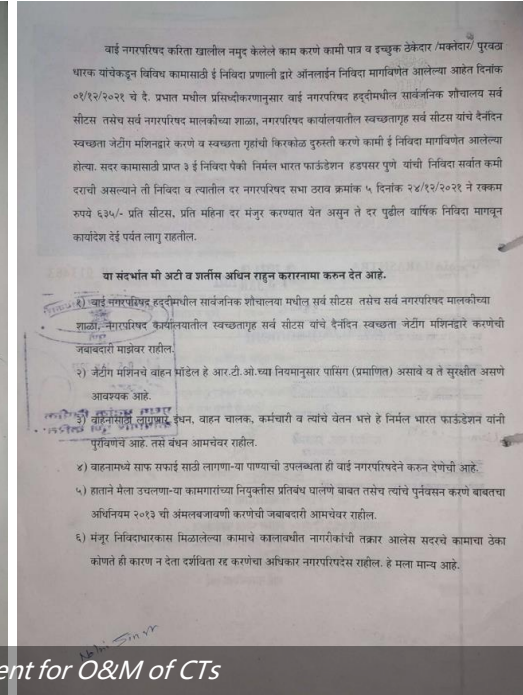 वाई नगरपरिषद करिता खालील नमुद केलेले काम करणे कामी पात्र व इच्छुक ठेकेदार /मक्तेदार/ पुरवठा
धारक यांचेकडून विविध कामासाठी ई निविदा प्रणाली द्वारे ऑनलाईन निविदा मागविणेत आलेल्या आहेत दिनांक
०१/१२/२०२१ चे दै. प्रभात मधील प्रसिध्दीकरणानुसार वाई नगरपरिषद हद्दीमधील सार्वजनिक शौचालय सर्व
सीटस तसेच सर्व नगरपरिषद मालकीच्या शाळा, नगरपरिषद कार्यालयातील स्वच्छतागृह सर्व सीटस यांचे दैनंदिन
स्वच्छता जेटींग मशिनद्वारे करणे व स्वच्छता गृहांची किरकोळ दुरुस्ती करणे कामी ई निविदा मागविणेत आलेल्या
होत्या. सदर कामासाठी प्राप्त ३ ई निविदा पैकी निर्मल भारत फाऊंडेशन हडपसर पुणे यांची निविदा सर्वात कमी
दराची असल्याने ती निविदा व त्यातील दर नगरपरिषद सभा ठराव क्रमांक ५ दिनांक २४/१२/२०२१ ने रक्कम
रुपये ६३५/- प्रति सीटस, प्रति महिना दर मंजुर करण्यात येत असुन ते दर पुढील वार्षिक निविदा मागवून
कार्यादेश देई पर्यत लागु राहतील.
या संदर्भात मी अटी व शर्तीस अधिन राहुन करारनामा करुन देत आहे.
१) वाई नगरपरिषद हद्दीमधील सार्वजनिक शौचालया मधील सर्व सीटस तसेच सर्व नगरपरिषद मालकीच्या
शाळा, नगरपरिषद कार्यालयातील स्वच्छतागृह सर्व सीटस यांचे दैनंदिन स्वच्छता जेटींग मशिनद्वारे करणेची
जबाबदारी माझेवर राहील.
२) जेटींग मशिनचे वाहन मॉडेल हे आर.टी.ओ.च्या नियमानुसार पासिंग (प्रमाणित) असावे व ते सुरक्षीत असणे
आवश्यक आहे.
३) वाहनासाठी लागणार इंधन, वाहन चालक, कर्मचारी व त्यांचे वेतन भत्ते हे निर्मल भारत फाऊंडेशन यांनी
पुरविणेचे आहे. तसे बंधन आमचेवर राहील.
४) वाहनामध्ये साफ सफाई साठी लागणा-या पाण्याची उपलब्धता ही वाई नगरपरिषदेने करुन देणेची आहे.
५) हाताने मैला उचलणा-या कामगारांच्या नियुक्तीस प्रतिबंध घालणे बाबत तसेच त्यांचे पुर्नवसन करणे बाबतचा
अधिनियम २०१३ ची अंमलबजावणी करणेची जबाबदारी आमचेवर राहील.
६) मंजूर निविदाधारकास मिळालेल्या कामाचे कालावधीत नागरीकांची तक्रार आलेस सदरचे कामाचा ठेका
कोणते ही कारण न देता दर्शविता रद्द करणेचा अधिकार नगरपरिषदेस राहील. हे मला मान्य आहे.
ent for O&M of CTs